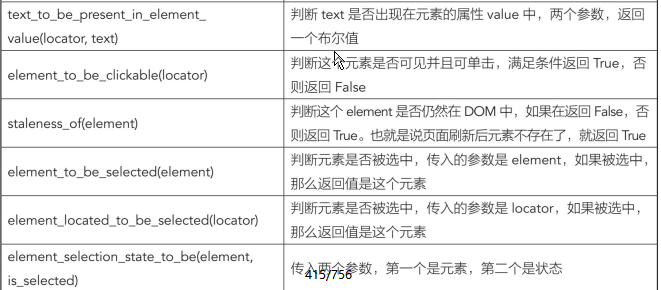 text_to_be_present_in_element_
value(locator, text)
判断 text 是否出现在元素的属性 value 中，两个参数，返回
一个布尔值
element_to_be_clickable(locator)
判断这个元素是否可见并且可单击，满足条件返回 True，否
则返回 False
staleness_of(element)
判断这个 element 是否仍然在 DOM 中，如果在返回 False，否
则返回 True。也就是说页面刷新后元素不存在了，就返回 True
element_to_be_selected(element)
判断元素是否被选中，传入的参数是 element，如果被选中，
那么返回值是这个元素
element_located_to_be_selected(locator)
判断元素是否被选中，传入的参数是 locator，如果被选中，
那么返回值是这个元素
element_selection_state_to_be(element,
is_selected)
传入两个参数，第一个是元素，第二个是状态
415/756